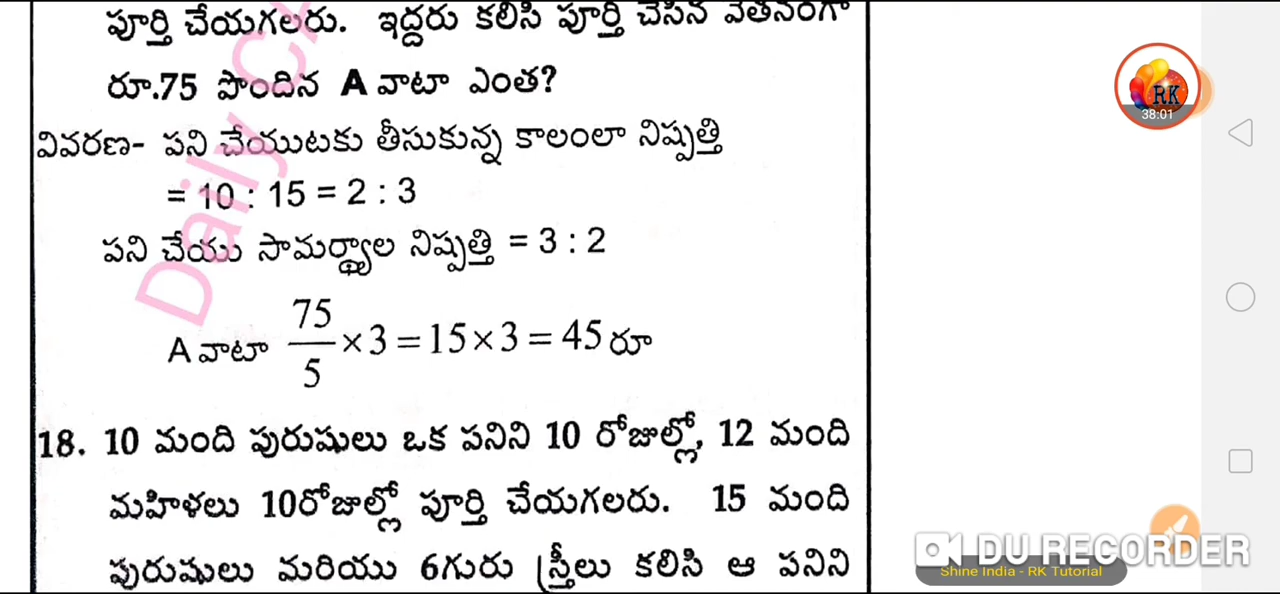 పూర్తి చేయగలరు. ఇద్దరు కలిసి పూర్తి చేసిన వేతనంగా
రూ.75 పొందిన A వాటా ఎంత?
వివరణ- పని చేయుటకు తీసుకున్న కాలంలా నిష్పత్తి
= 10 : 15 = 2 : 3
పని చేయు సామర్థ్యాల నిష్పత్తి = 3 : 2
A వాటా 75/5 × 3 = 15 × 3 = 45 రూ
18. 10 మంది పురుషులు ఒక పనిని 10 రోజుల్లో, 12 మంది
మహిళలు 10రోజుల్లో పూర్తి చేయగలరు. 15 మంది
పురుషులు మరియు 6గురు స్త్రీలు కలిసి ఆ పనిని
Daily
RK
38:01
DU RECORDER
Shine India - RK Tutorial